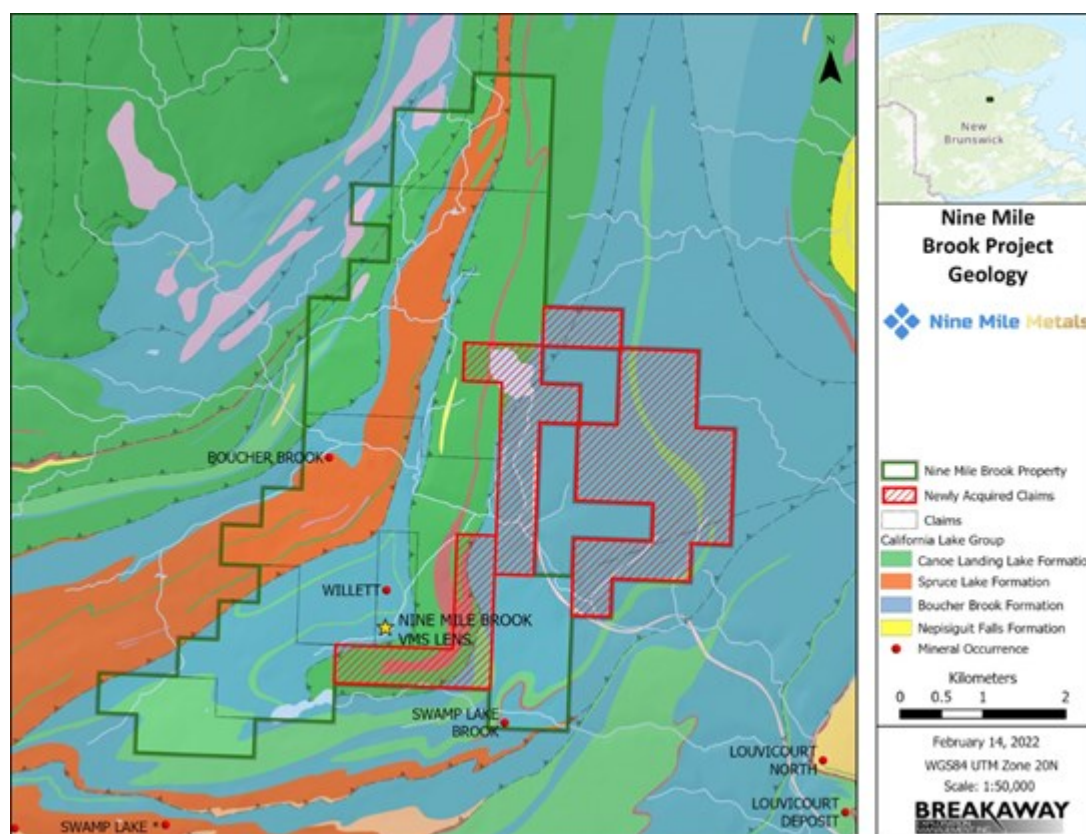 N
BOUCHER BROOK
WILLETT
NINE MILE BROOK
VMS LENS
SWAMP LAKE
BROOK
LOUVICOURT
NORTH
LOUVICOURT
DEPOSIT
SWAMP LAKE *
New
Brunswick
Nine Mile
Brook Project
Geology
Nine Mile Metals
Nine Mile Brook Property
Newly Acquired Claims
Claims
California Lake Group
Canoe Landing Lake Formatio
Spruce Lake Formation
Boucher Brook Formation
Nepisiguit Falls Formation
Mineral Occurrence
Kilometers
0 0.5 1 2
February 14, 2022
WGS84 UTM Zone 20N
Scale: 1:50,000
BREAKAWAY